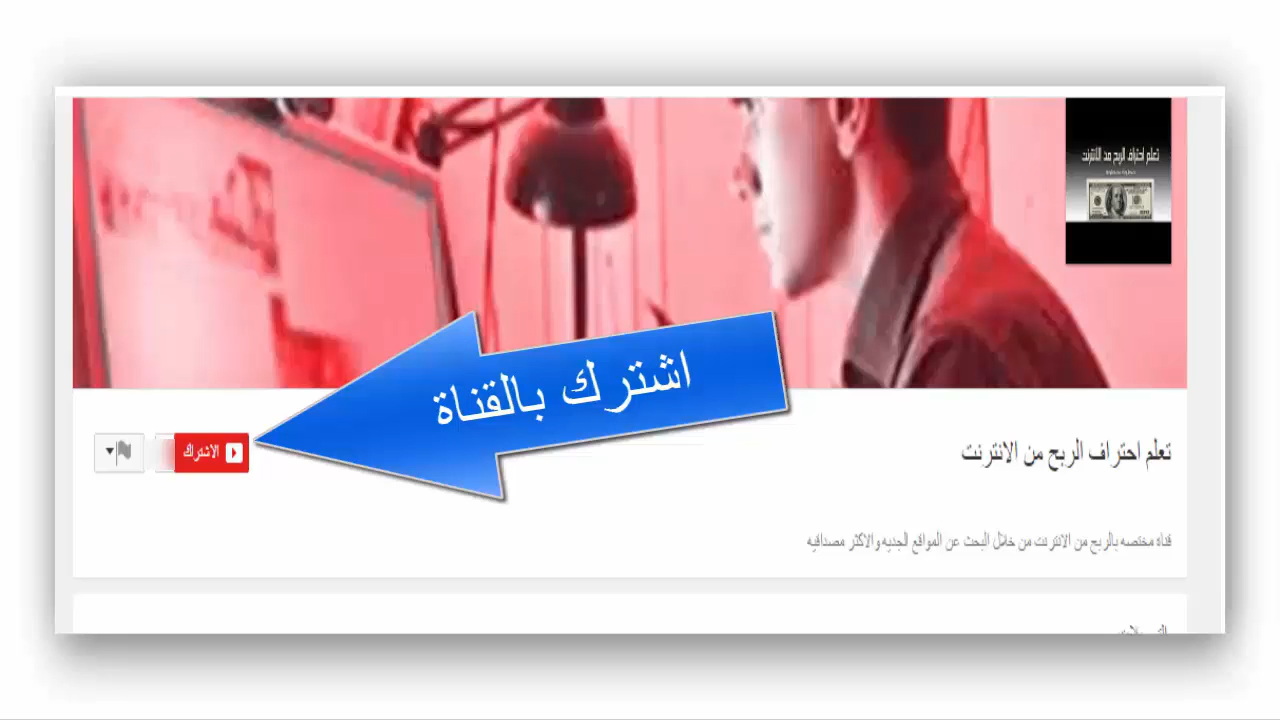 تعلم احتراف الربح من الانترنت
اشترك بالقناة
تعلم احتراف الربح من الانترنت
الاشتراك
قناه مختصه بالربح من الانترنت من خلال البحث عن المواقع الجديه والاكثر مصداقيه